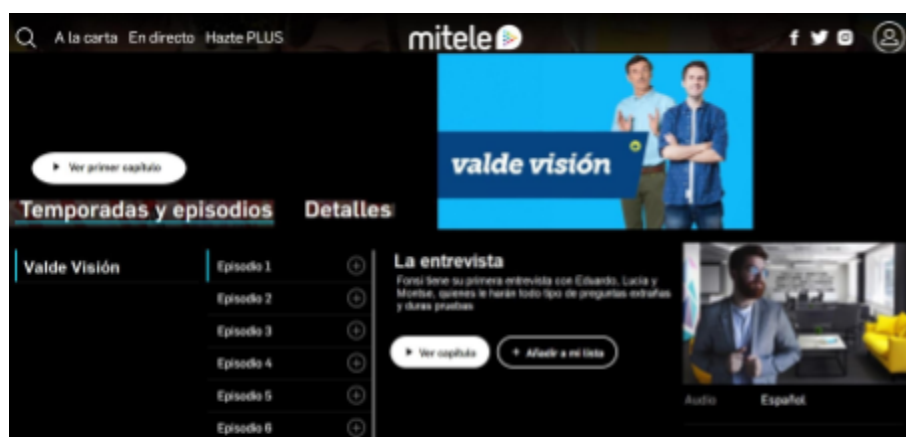 A la carta En directo Hazte PLUS
mitele
Ver primer capítulo
valde visión
Temporadas y episodios
Detalles
Valde Visión
Episodio 1
Episodio 2
Episodio 3
Episodio 4
Episodio 5
Episodio 6
La entrevista
Fonsi tiene su primera entrevista con Eduardo, Lucía y
Montse, quienes le harán todo tipo de preguntas extrañas
y duras pruebas
Ver capítulo
+ Añadir a mi lista
Audio Español